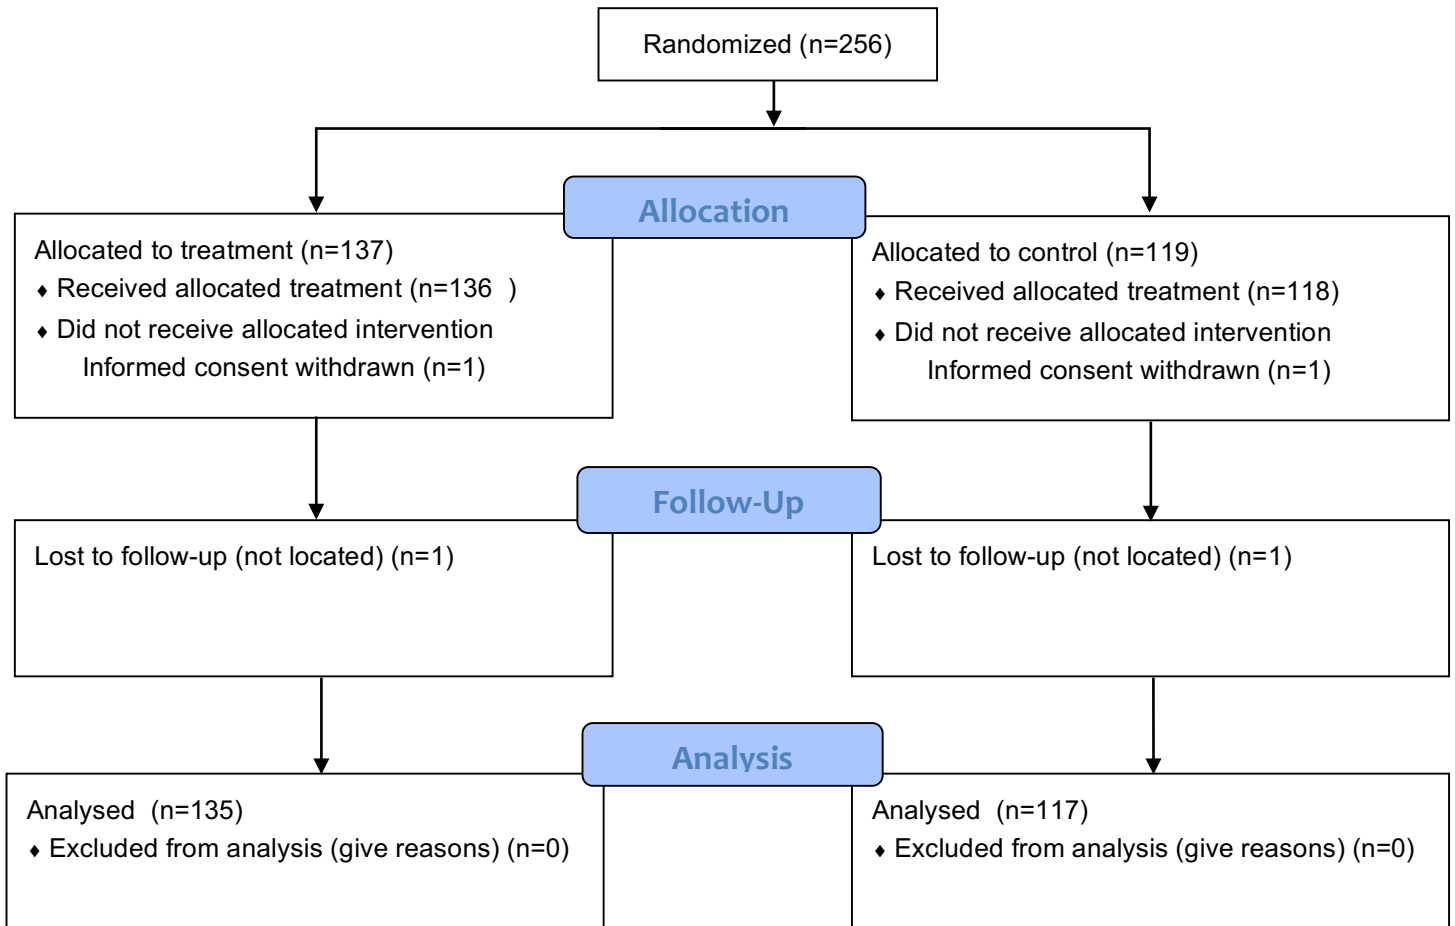 Randomized (n=256)
Allocation
Allocated to treatment (n=137)
♦ Received allocated treatment (n=136  )
♦ Did not receive allocated intervention
Informed consent withdrawn (n=1)
Allocated to control (n=119)
♦ Received allocated treatment (n=118)
♦ Did not receive allocated intervention
Informed consent withdrawn (n=1)
Follow-Up
Lost to follow-up (not located) (n=1)
Lost to follow-up (not located) (n=1)
Analysis
Analysed  (n=135)
♦ Excluded from analysis (give reasons) (n=0)
Analysed  (n=117)
♦ Excluded from analysis (give reasons) (n=0)